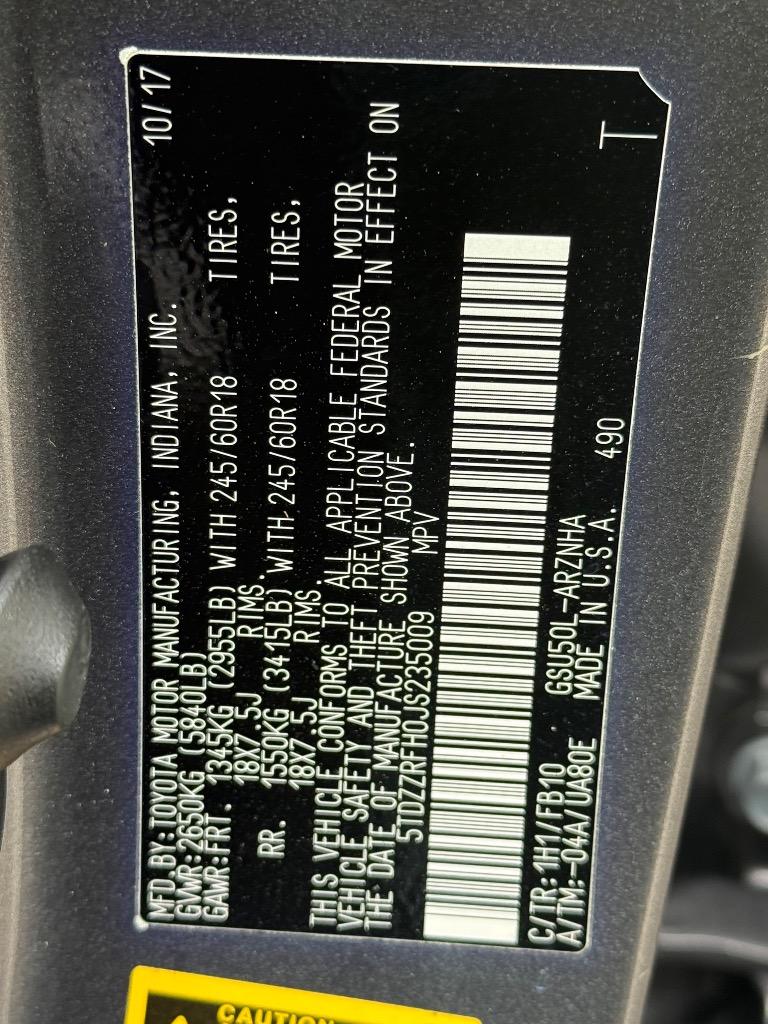 MFD.BY:TOYOTA MOTOR MANUFACTURING, INDIANA, INC. 10/17
GVWR:2650KG (5840LB)
GAWR:FRT. 1345KG (2955LB) WITH 245/60R18 TIRES,
18X7.5J RIMS.
RR. 1550KG (3415LB) WITH 245/60R18 TIRES,
18X7.5J RIMS.
THIS VEHICLE CONFORMS TO ALL APPLICABLE FEDERAL MOTOR
VEHICLE SAFETY AND THEFT PREVENTION STANDARDS IN EFFECT ON
THE DATE OF MANUFACTURE SHOWN ABOVE.
5TDZZRFH0JS235009 MPV
C/TR:1H1/FB10 GSU50L-ARZNHA
A/TM:-04A/UA80E MADE IN U.S.A. 490
T
CAUTION